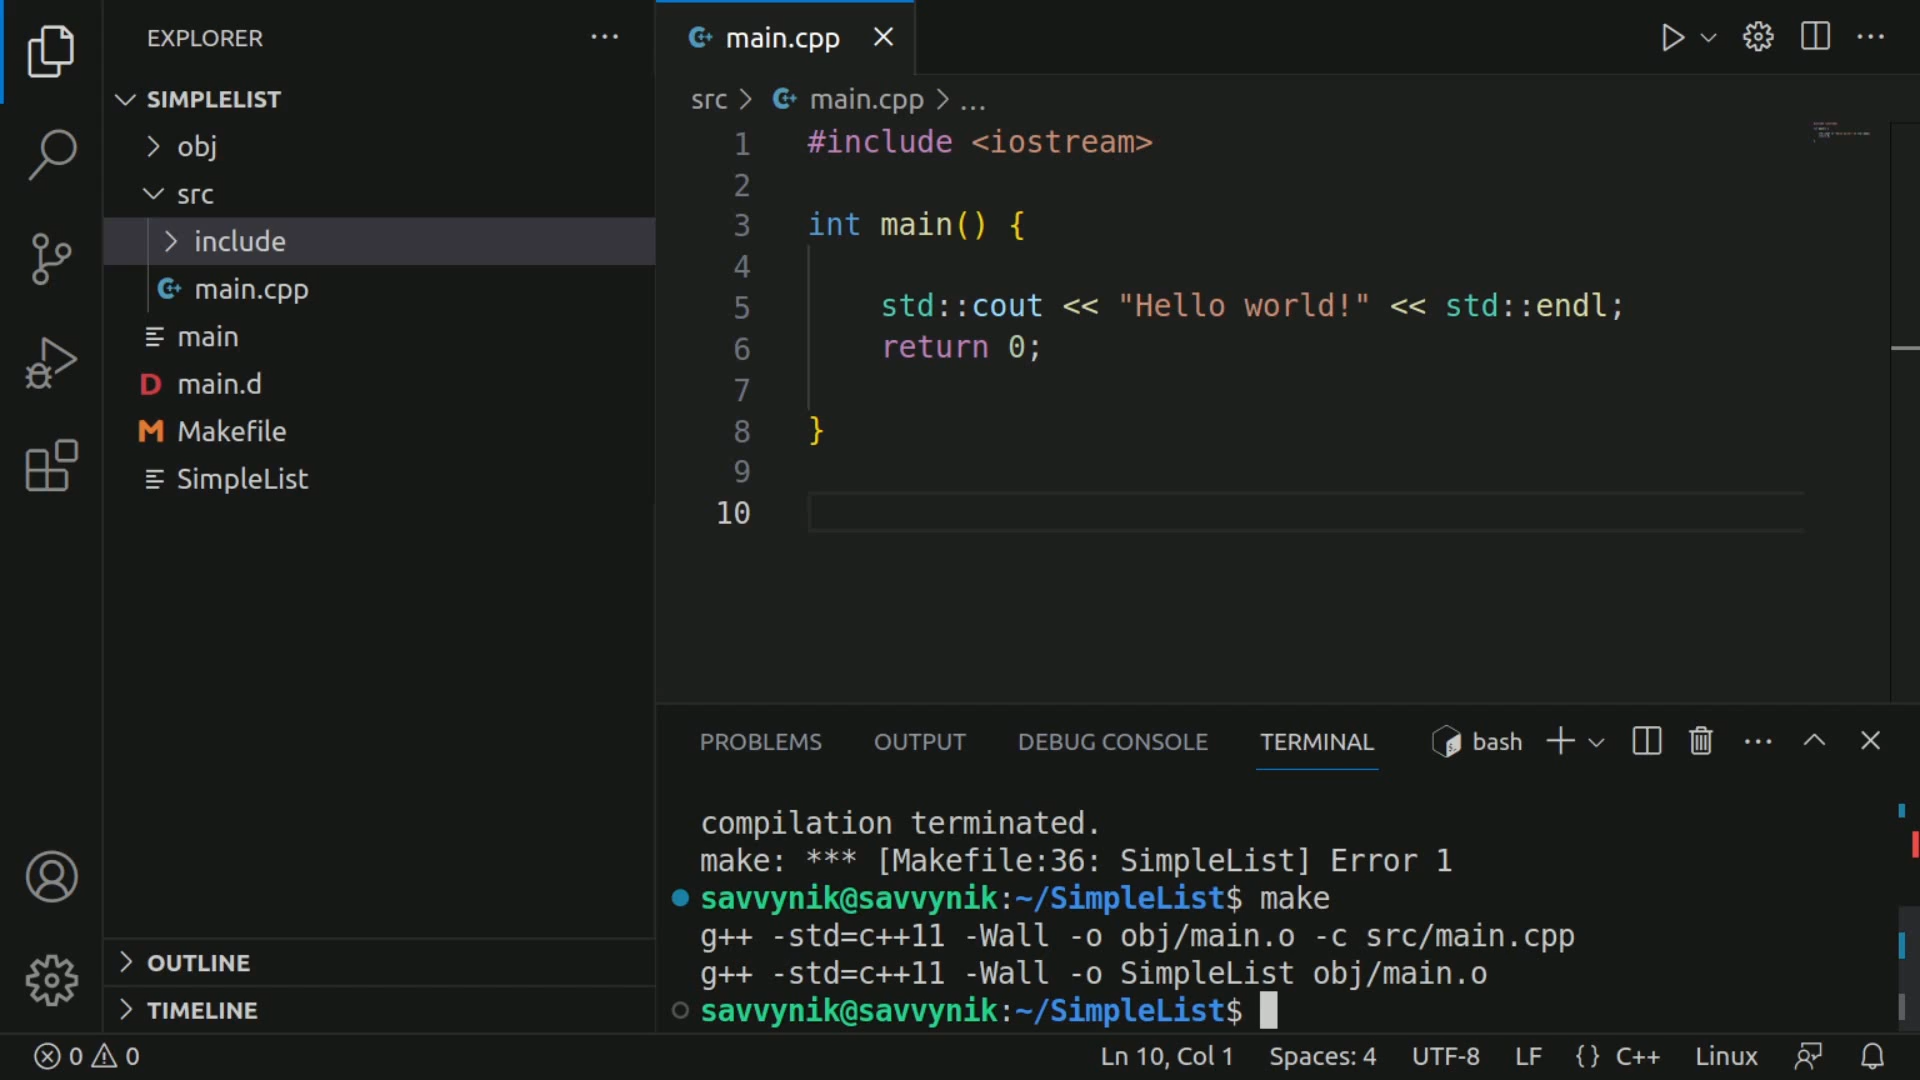 EXPLORER
SIMPLELIST
obj
src
include
main.cpp
main
D main.d
M Makefile
SimpleList
OUTLINE
TIMELINE
main.cpp
src > main.cpp > ...
1 #include <iostream>
2
3 int main() {
4
5 std::cout << "Hello world!" << std::endl;
6 return 0;
7
8 }
9
10
PROBLEMS OUTPUT DEBUG CONSOLE TERMINAL bash
compilation terminated.
make: *** [Makefile:36: SimpleList] Error 1
savvynik@savvynik:~/SimpleList$ make
g++ -std=c++11 -Wall -o obj/main.o -c src/main.cpp
g++ -std=c++11 -Wall -o SimpleList obj/main.o
savvynik@savvynik:~/SimpleList$
0 0 Ln 10, Col 1 Spaces: 4 UTF-8 LF {} C++ Linux